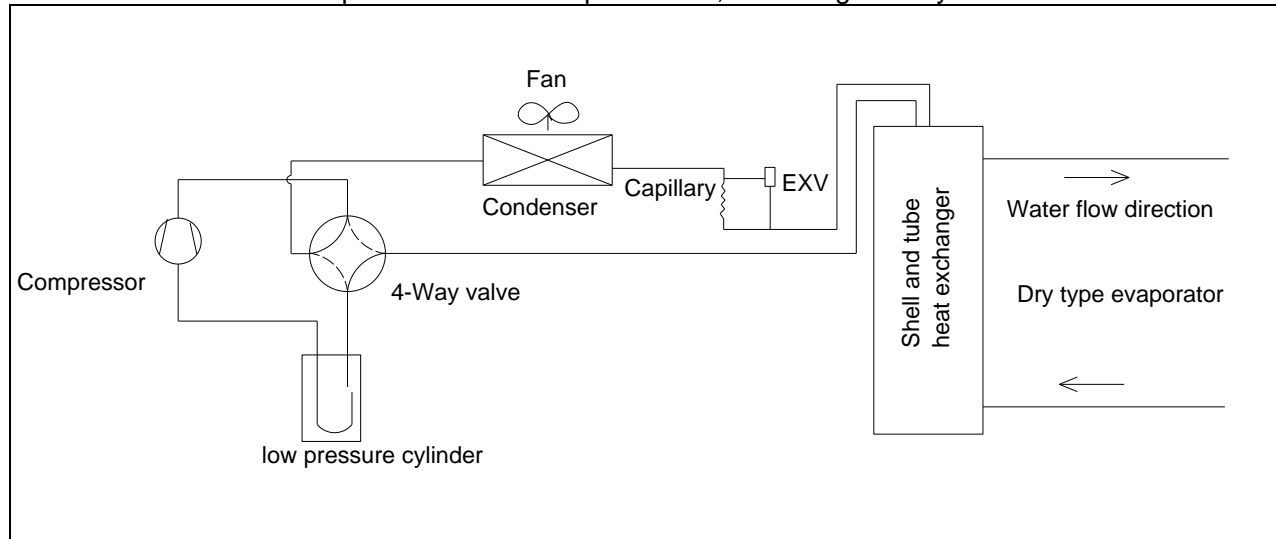 Fan
Capillary
EXV
Condenser
Water flow direction
Compressor
4-Way valve
Shell and tube
heat exchanger
Dry type evaporator
low pressure cylinder